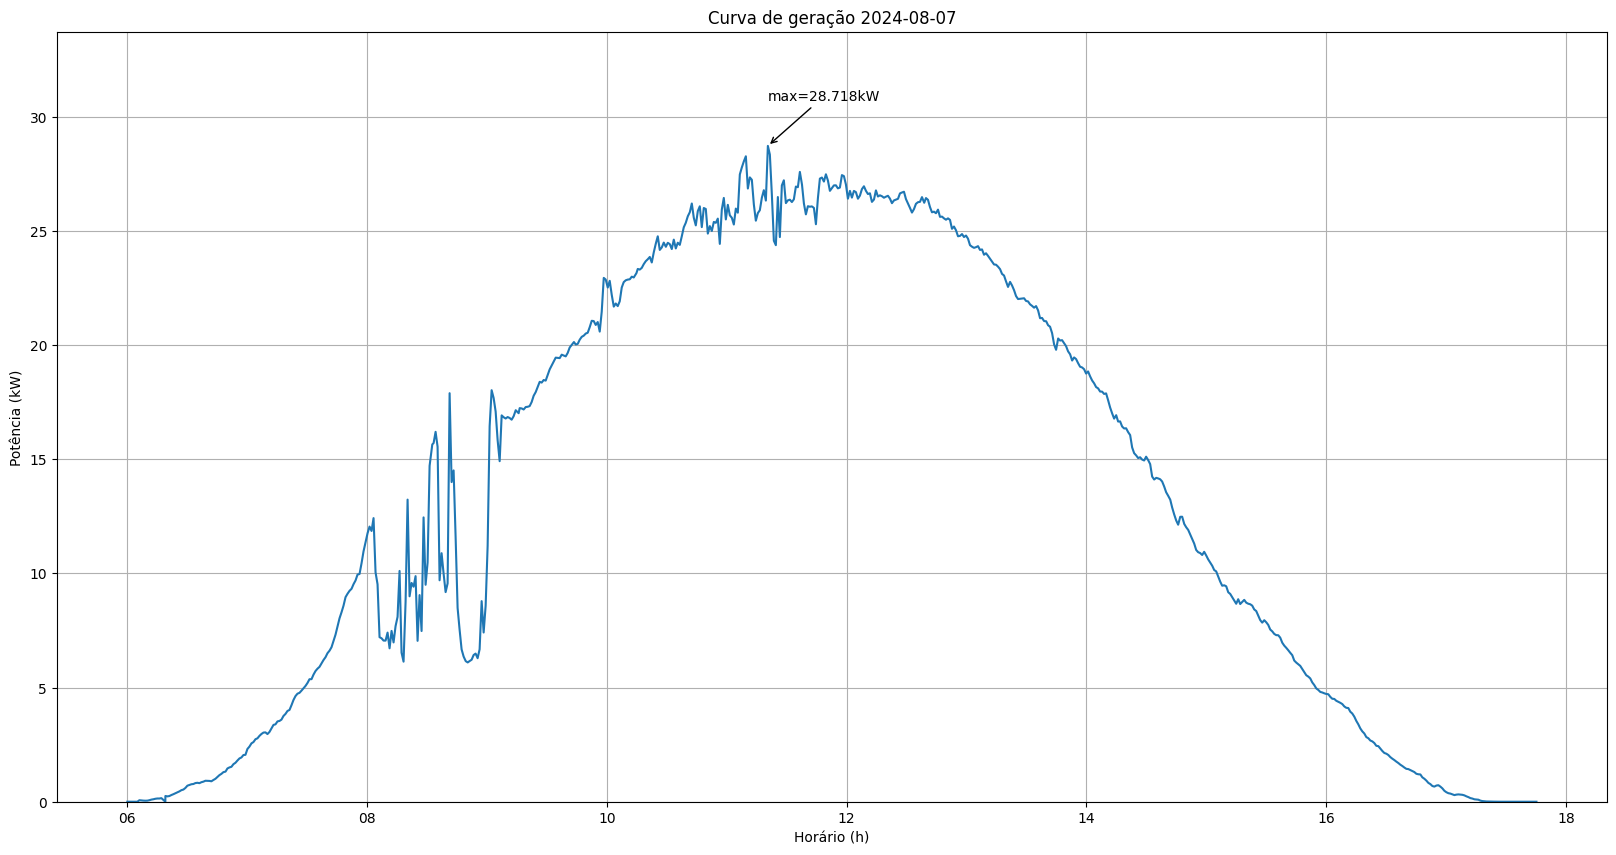 Curva de geração 2024-08-07
max=28.718kW
Potência (kW)
30
25
20
15
10
5
0
06 08 10 12 14 16 18
Horário (h)